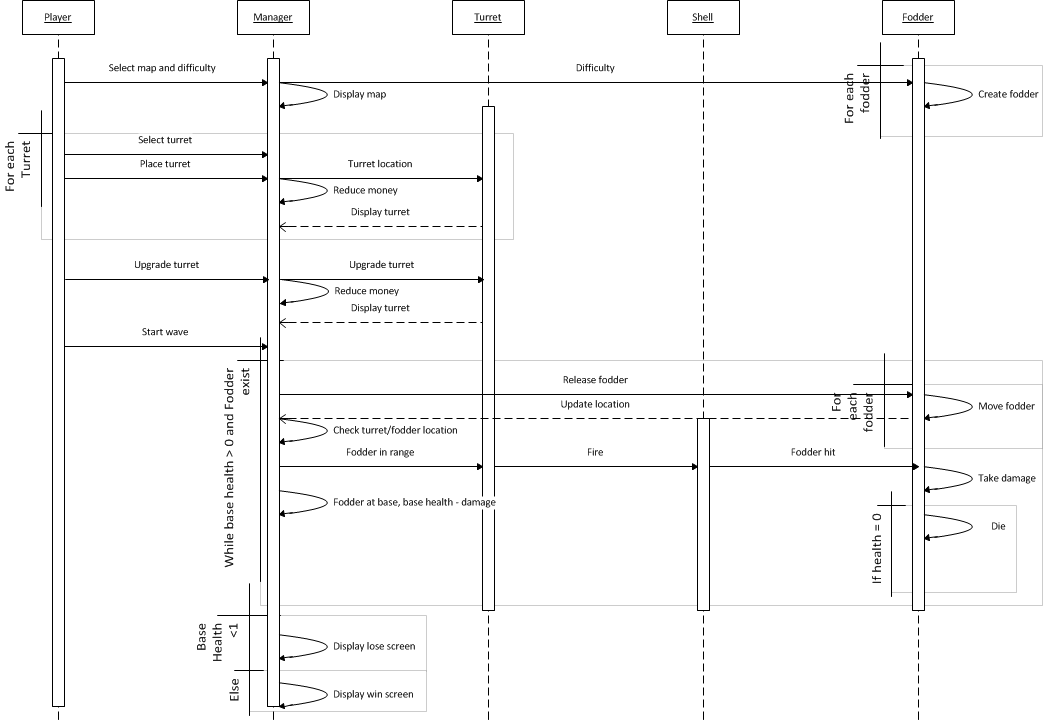 Player
Manager
Turret
Shell
Fodder
Select map and difficulty
Difficulty
Display map
For each
fodder
Create fodder
For each
Turret
Select turret
Place turret
Turret location
Reduce money
Display turret
Upgrade turret
Upgrade turret
Reduce money
Display turret
Start wave
While base health > 0 and Fodder
exist
Release fodder
Update location
For
each
fodder
Move fodder
Check turret/fodder location
Fodder in range
Fire
Fodder hit
Take damage
Fodder at base, base health - damage
If health = 0
Die
Base
Health
<1
Display lose screen
Else
Display win screen